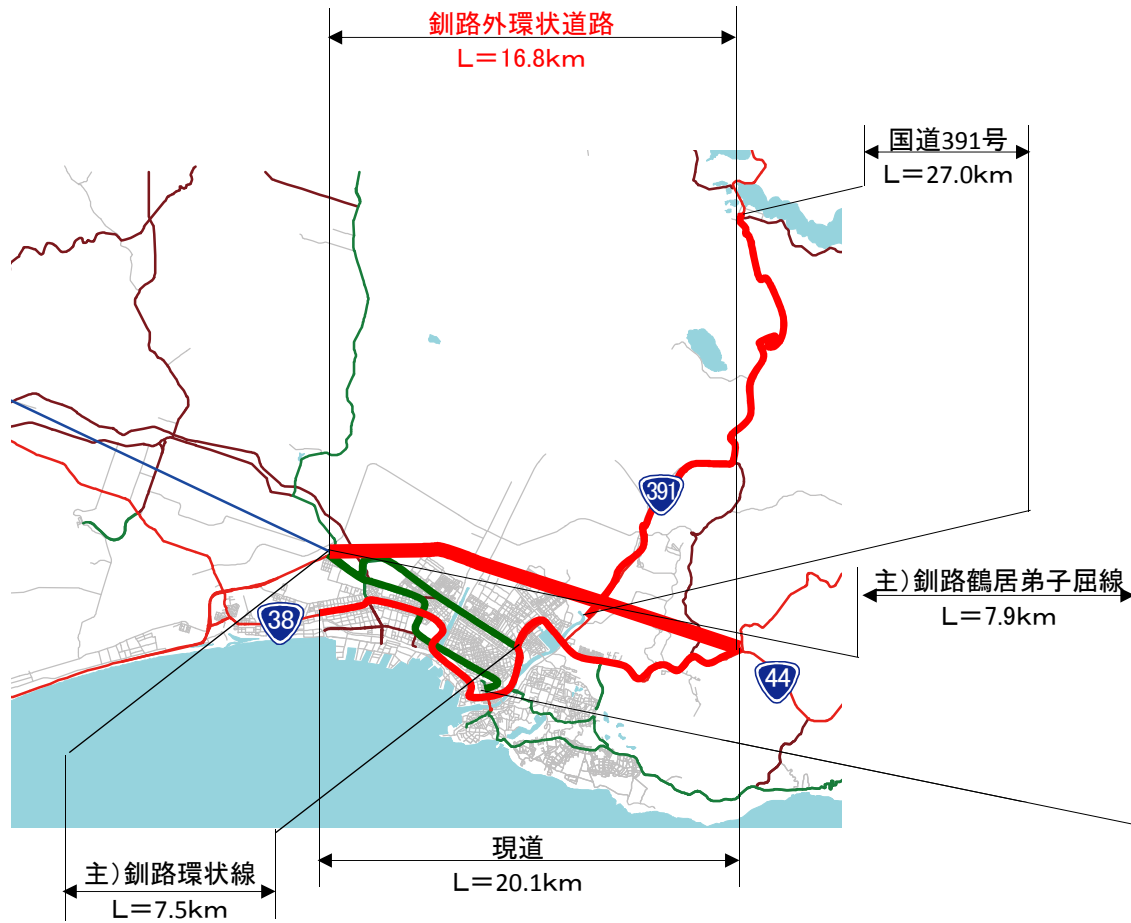 釧路外環状道路
L=16.8km
国道391号
L=27.0km
391
主)釧路鶴居弟子屈線
L=7.9km
38
44
現道
L=20.1km
主)釧路環状線
L=7.5km